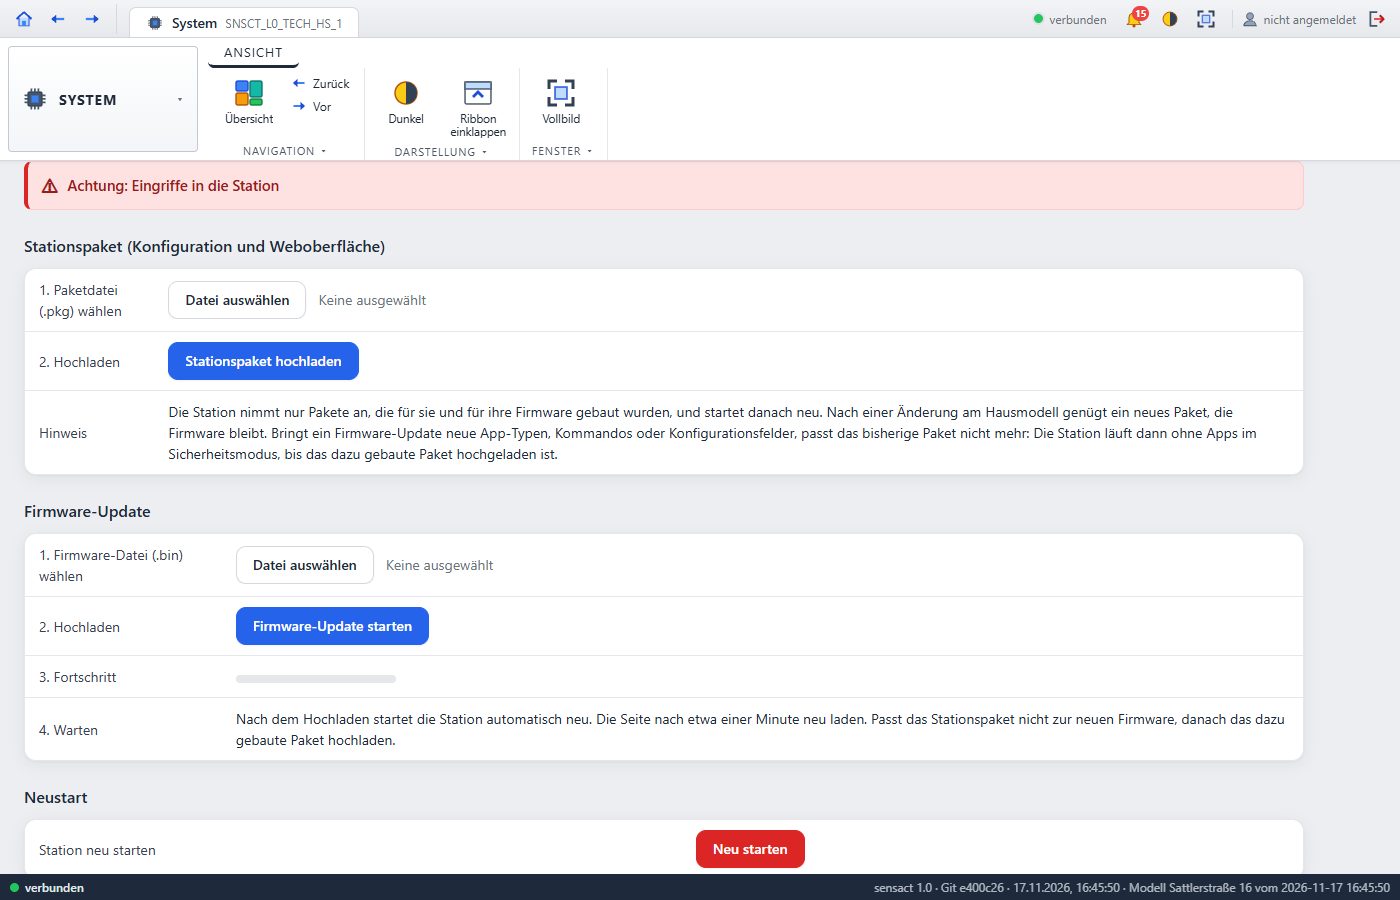 System SNSCT_L0_TECH_HS_1
verbunden
15
nicht angemeldet
SYSTEM
ANSICHT
Übersicht
Zurück
Vor
NAVIGATION
Dunkel
Ribbon
einklappen
DARSTELLUNG
Vollbild
FENSTER
Achtung: Eingriffe in die Station
Stationspaket (Konfiguration und Weboberfläche)
1. Paketdatei
(.pkg) wählen
Datei auswählen
Keine ausgewählt
2. Hochladen
Stationspaket hochladen
Hinweis
Die Station nimmt nur Pakete an, die für sie und für ihre Firmware gebaut wurden, und startet danach neu. Nach einer Änderung am Hausmodell genügt ein neues Paket, die
Firmware bleibt. Bringt ein Firmware-Update neue App-Typen, Kommandos oder Konfigurationsfelder, passt das bisherige Paket nicht mehr: Die Station läuft dann ohne Apps im
Sicherheitsmodus, bis das dazu gebaute Paket hochgeladen ist.
Firmware-Update
1. Firmware-Datei (.bin)
wählen
Datei auswählen
Keine ausgewählt
2. Hochladen
Firmware-Update starten
3. Fortschritt
4. Warten
Nach dem Hochladen startet die Station automatisch neu. Die Seite nach etwa einer Minute neu laden. Passt das Stationspaket nicht zur neuen Firmware, danach das dazu
gebaute Paket hochladen.
Neustart
Station neu starten
Neu starten
verbunden
sensact 1.0 · Git e400c26 · 17.11.2026, 16:45:50 · Modell Sattlerstraße 16 vom 2026-11-17 16:45:50